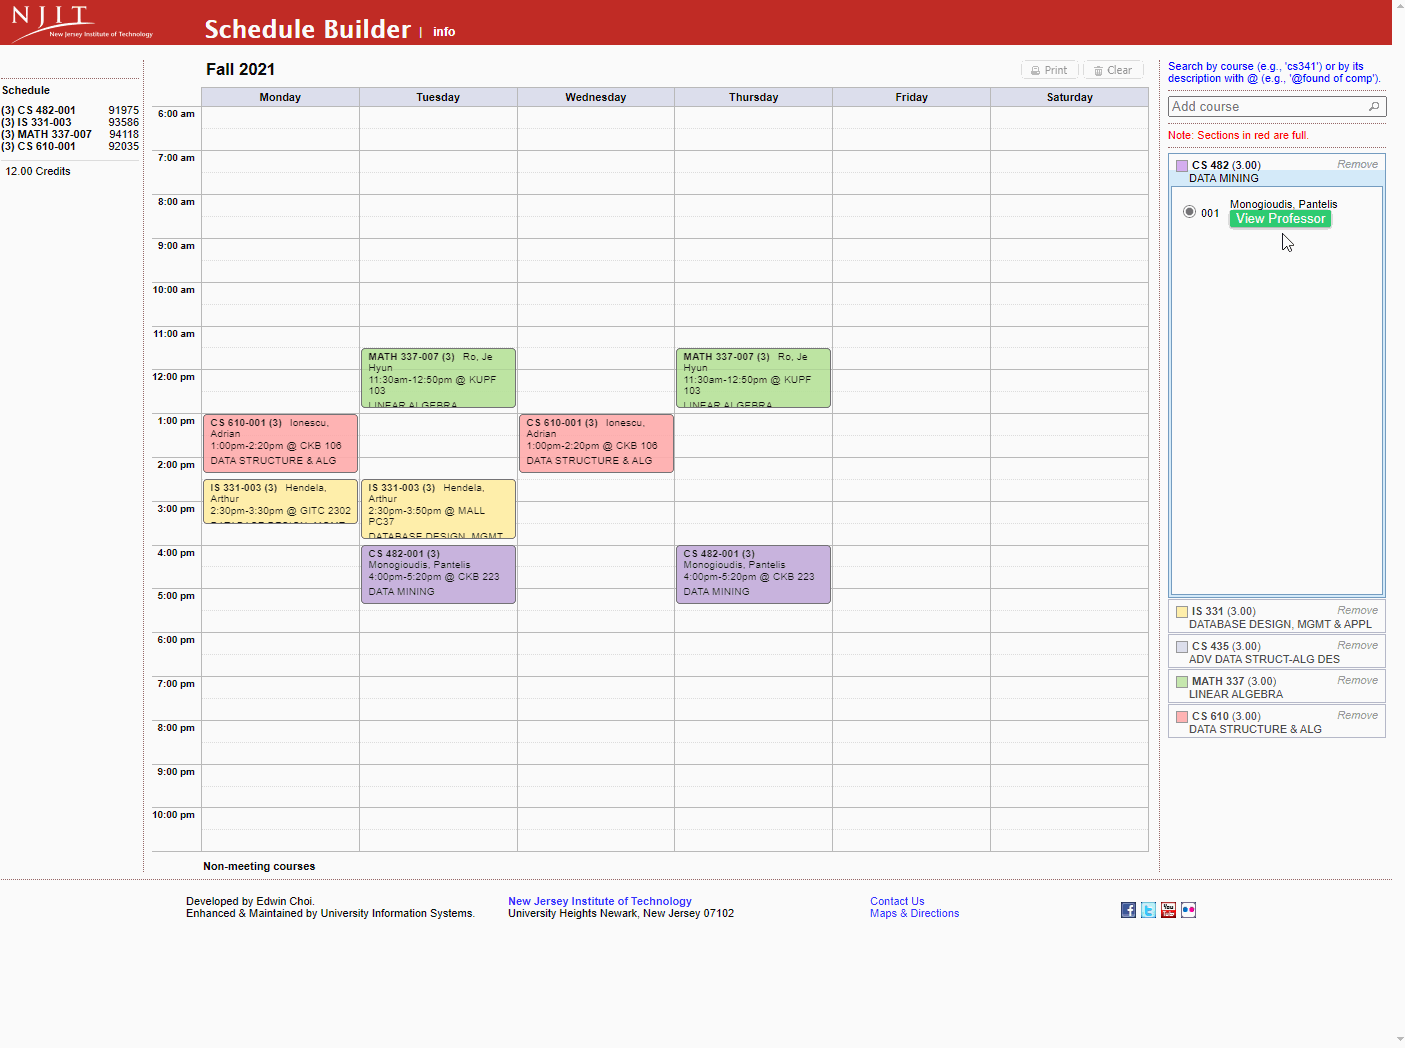 NJIT
New Jersey Institute of Technology
Schedule Builder | info
Schedule
(3) CS 482-001 91975
(3) IS 331-003 93586
(3) MATH 337-007 94118
(3) CS 610-001 92035
12.00 Credits
Fall 2021
Print
Clear
Monday Tuesday Wednesday Thursday Friday Saturday
6:00 am
7:00 am
8:00 am
9:00 am
10:00 am
11:00 am
12:00 pm
1:00 pm
2:00 pm
3:00 pm
4:00 pm
5:00 pm
6:00 pm
7:00 pm
8:00 pm
9:00 pm
10:00 pm
CS 610-001 (3) Ionescu,
Adrian
1:00pm-2:20pm @ CKB 106
DATA STRUCTURE & ALG
IS 331-003 (3) Hendela,
Arthur
2:30pm-3:30pm @ GITC 2302
DATABASE DESIGN, MGMT
MATH 337-007 (3) Ro, Je
Hyun
11:30am-12:50pm @ KUPF
103
LINEAR ALGEBRA
IS 331-003 (3) Hendela,
Arthur
2:30pm-3:50pm @ MALL
PC37
DATABASE DESIGN, MGMT
CS 482-001 (3)
Monogioudis, Pantelis
4:00pm-5:20pm @ CKB 223
DATA MINING
CS 610-001 (3) Ionescu,
Adrian
1:00pm-2:20pm @ CKB 106
DATA STRUCTURE & ALG
MATH 337-007 (3) Ro, Je
Hyun
11:30am-12:50pm @ KUPF
103
LINEAR ALGEBRA
CS 482-001 (3)
Monogioudis, Pantelis
4:00pm-5:20pm @ CKB 223
DATA MINING
Non-meeting courses
Search by course (e.g., 'cs341') or by its
description with @ (e.g., '@found of comp').
Add course
Note: Sections in red are full.
CS 482 (3.00) Remove
DATA MINING
001
Monogioudis, Pantelis
View Professor
IS 331 (3.00) Remove
DATABASE DESIGN, MGMT & APPL
CS 435 (3.00) Remove
ADV DATA STRUCT-ALG DES
MATH 337 (3.00) Remove
LINEAR ALGEBRA
CS 610 (3.00) Remove
DATA STRUCTURE & ALG
Developed by Edwin Choi.
Enhanced & Maintained by University Information Systems.
New Jersey Institute of Technology
University Heights Newark, New Jersey 07102
Contact Us
Maps & Directions
You
Tube